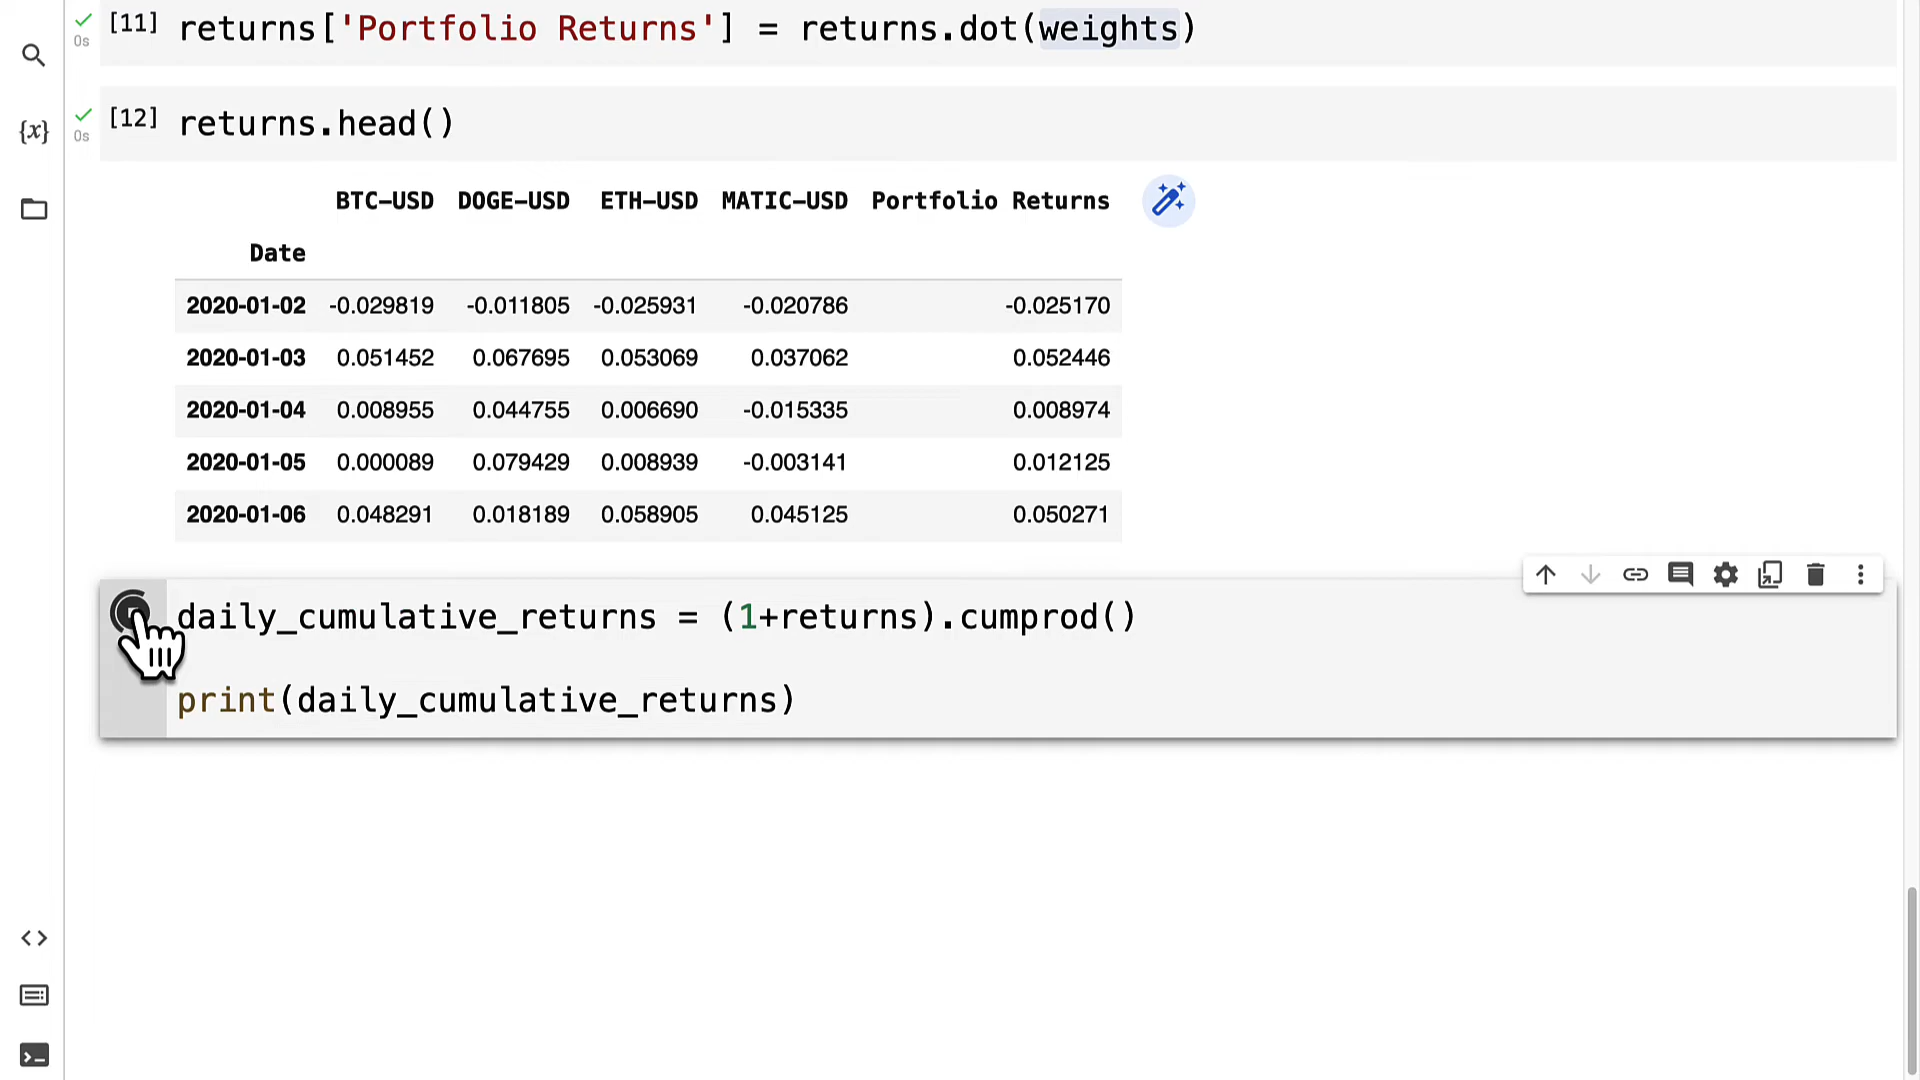 [11] returns['Portfolio Returns'] = returns.dot(weights)
0s
[12] returns.head()
0s
{x}
BTC-USD DOGE-USD ETH-USD MATIC-USD Portfolio Returns
Date
2020-01-02 -0.029819 -0.011805 -0.025931 -0.020786 -0.025170
2020-01-03 0.051452 0.067695 0.053069 0.037062 0.052446
2020-01-04 0.008955 0.044755 0.006690 -0.015335 0.008974
2020-01-05 0.000089 0.079429 0.008939 -0.003141 0.012125
2020-01-06 0.048291 0.018189 0.058905 0.045125 0.050271
daily_cumulative_returns = (1+returns).cumprod()
print(daily_cumulative_returns)